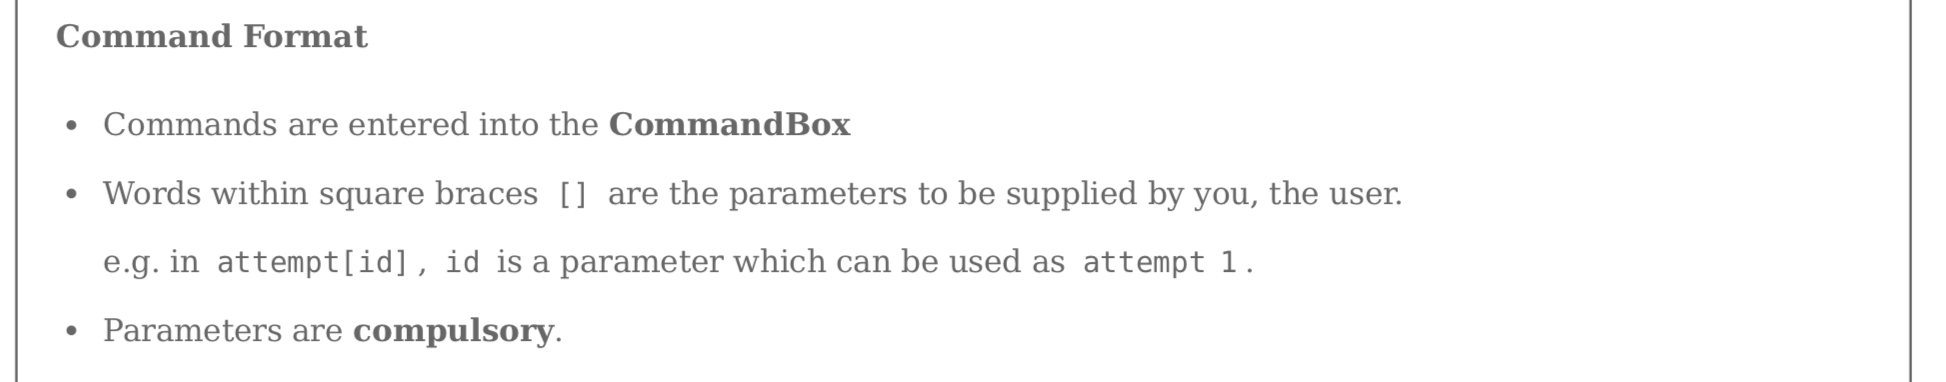 Command Format
• Commands are entered into the CommandBox
• Words within square braces [] are the parameters to be supplied by you, the user.
e.g. in attempt[id], id is a parameter which can be used as attempt 1.
• Parameters are compulsory.